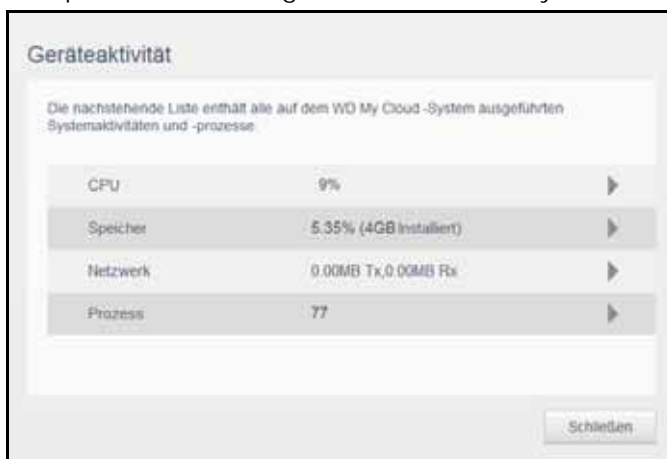 Geräteaktivität
Die nachstehende Liste enthält alle auf dem WD My Cloud -System ausgeführten
Systemaktivitäten und -prozesse
CPU 9%
Speicher 5.35% (4GB Installiert)
Netzwerk 0.00MB Tx,0.00MB Rx
Prozess 77
Schließen